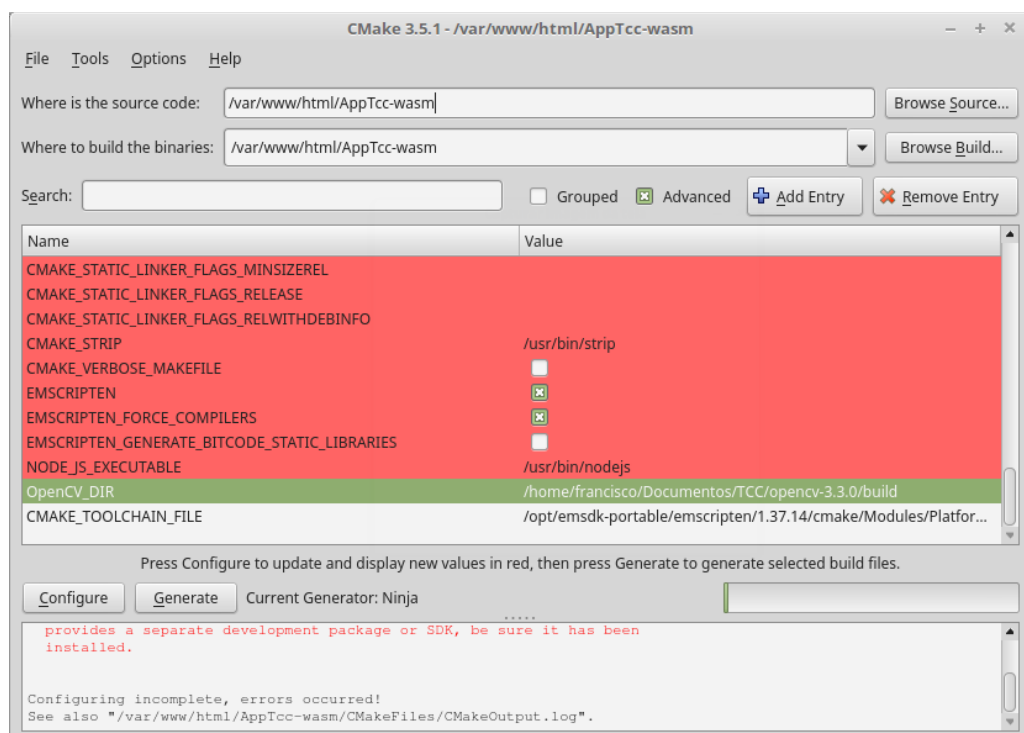 CMake 3.5.1 - /var/www/html/AppTcc-wasm
File Tools Options Help
Where is the source code: /var/www/html/AppTcc-wasm Browse Source...
Where to build the binaries: /var/www/html/AppTcc-wasm Browse Build...
Search: Grouped Advanced Add Entry Remove Entry
Name Value
CMAKE_STATIC_LINKER_FLAGS_MINSIZEREL
CMAKE_STATIC_LINKER_FLAGS_RELEASE
CMAKE_STATIC_LINKER_FLAGS_RELWITHDEBINFO
CMAKE_STRIP /usr/bin/strip
CMAKE_VERBOSE_MAKEFILE
EMSCRIPTEN
EMSCRIPTEN_FORCE_COMPILERS
EMSCRIPTEN_GENERATE_BITCODE_STATIC_LIBRARIES
NODE_JS_EXECUTABLE /usr/bin/nodejs
OpenCV_DIR /home/francisco/Documentos/TCC/opencv-3.3.0/build
CMAKE_TOOLCHAIN_FILE /opt/emsdk-portable/emscripten/1.37.14/cmake/Modules/Platfor...
Press Configure to update and display new values in red, then press Generate to generate selected build files.
Configure Generate Current Generator: Ninja
provides a separate development package or SDK, be sure it has been
installed.
Configuring incomplete, errors occurred!
See also "/var/www/html/AppTcc-wasm/CMakeFiles/CMakeOutput.log".